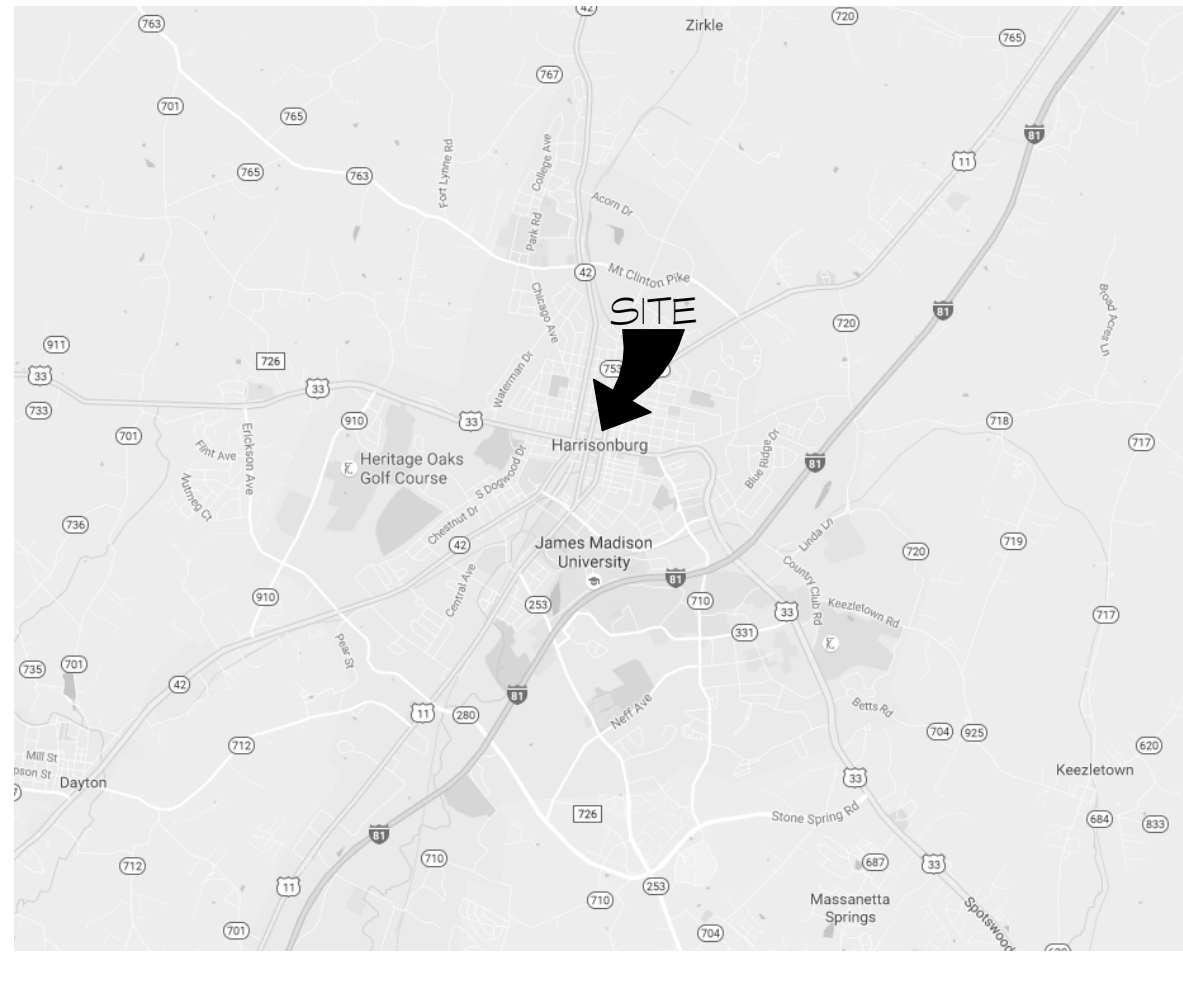 42
Zirkle
720
763
765
767
701
765
81
11
765
763
Fort Lynne Rd
College Ave
Acorn Dr
Park Rd
42
Mt Clinton Pike
Chicago Ave
SITE
81
720
Broad Acres Ln
911
726
33
33
753
Waterman Dr
733
910
33
718
701
717
Harrisonburg
Flint Ave
Erickson Ave
Heritage Oaks
Golf Course
Blue Ridge Dr
81
S Dogwood Dr
Nutmeg Ct
736
Chestnut Dr
42
James Madison
University
Linda Ln
720
719
81
Country Club Rd
Central Ave
910
253
710
33
Keezletown Rd
717
331
Pear St
735
701
42
81
Neff Ave
Betts Rd
11
280
712
704
925
620
Mill St
pson St
Dayton
33
Keezletown
726
Stone Spring Rd
684
833
81
712
710
687
33
11
253
710
Massanetta
Springs
Spotswood
701
704